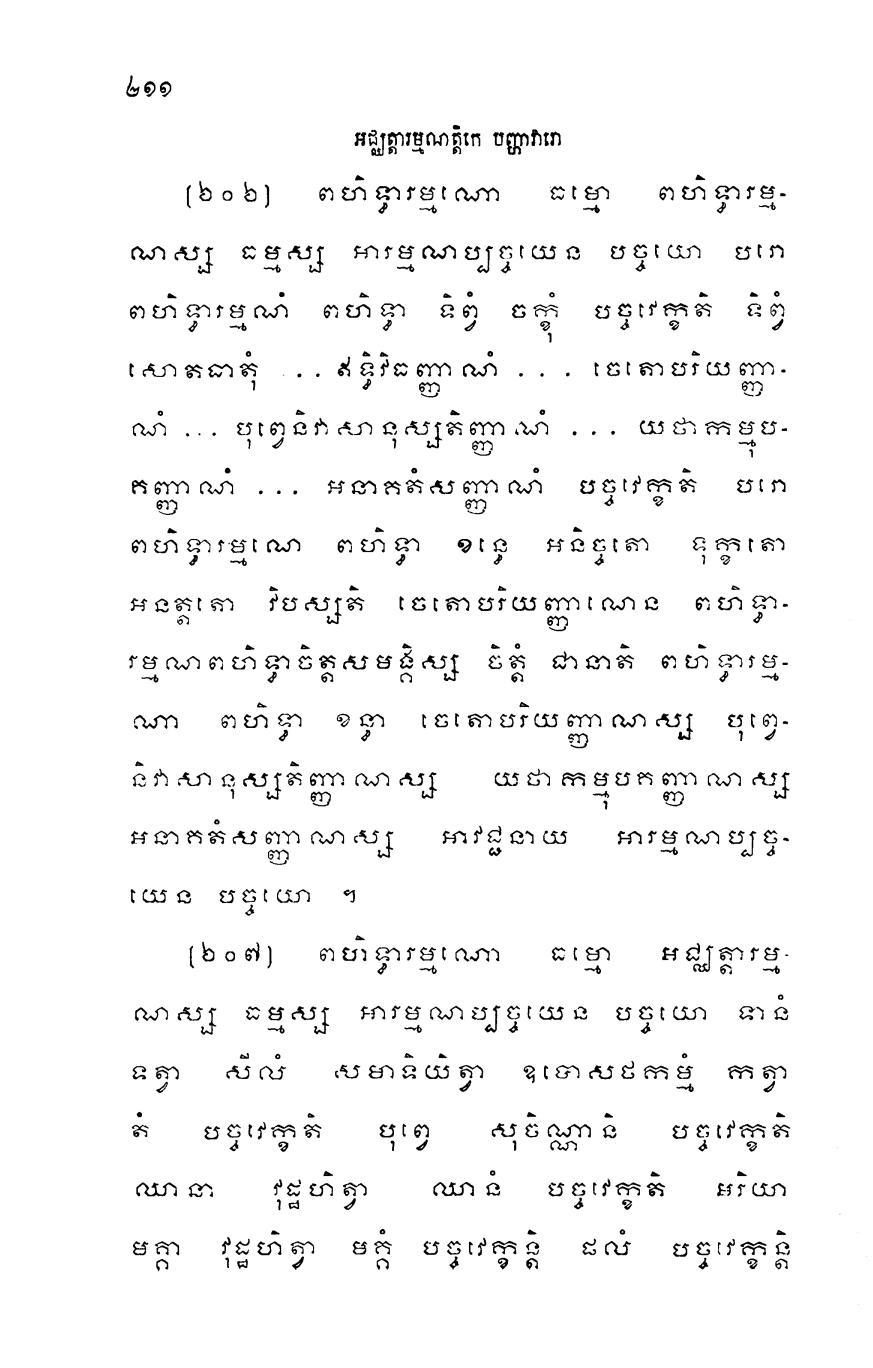 ២១១
អជ្ឈត្តារម្មណត្តិកេ បញ្ហាវារោ
(២០៦) ពហិទ្ធារម្មណោ ធម្មោ ពហិទ្ធារម្ម-
ណស្ស ធម្មស្ស អារម្មណប្បច្ចយេន បច្ចយោ បរោ
ពហិទ្ធារម្មណំ ពហិទ្ធា ទិព្វំ ចក្ខុំ បច្ចវេក្ខតិ ទិព្វំ
សោតធាតុំ ... ឥទ្ធិវិធញ្ញាណំ ... ចេតោបរិយញ្ញា-
ណំ ... បុព្វេនិវាសានុស្សតិញ្ញាណំ ... យថាកម្មុប-
គញ្ញាណំ ... អនាគតំសញ្ញាណំ បច្ចវេក្ខតិ បរោ
ពហិទ្ធារម្មណេ ពហិទ្ធា ខន្ធេ អនិច្ចតោ ទុក្ខតោ
អនត្តតោ វិបស្សតិ ចេតោបរិយញ្ញាណេន ពហិទ្ធា-
រម្មណពហិទ្ធាចិត្តសមង្គិស្ស ចិត្តំ ជានាតិ ពហិទ្ធារម្ម-
ណា ពហិទ្ធា ខន្ធា ចេតោបរិយញ្ញាណស្ស បុព្វេ-
និវាសានុស្សតិញ្ញាណស្ស យថាកម្មុបគញ្ញាណស្ស
អនាគតំសញ្ញាណស្ស អាវជ្ជនាយ អារម្មណប្បច្ច-
យេន បច្ចយោ ។
(២០៧) ពហិទ្ធារម្មណោ ធម្មោ អជ្ឈត្តារម្ម-
ណស្ស ធម្មស្ស អារម្មណប្បច្ចយេន បច្ចយោ ទានំ
ទត្វា សីលំ សមាទិយិត្វា ឧបោសថកម្មំ កត្វា
តំ បច្ចវេក្ខតិ បុព្វេ សុចិណ្ណានិ បច្ចវេក្ខតិ
ឈានា វុដ្ឋហិត្វា ឈានំ បច្ចវេក្ខតិ អរិយា
មគ្គា វុដ្ឋហិត្វា មគ្គំ បច្ចវេក្ខន្តិ ផលំ បច្ចវេក្ខន្តិ